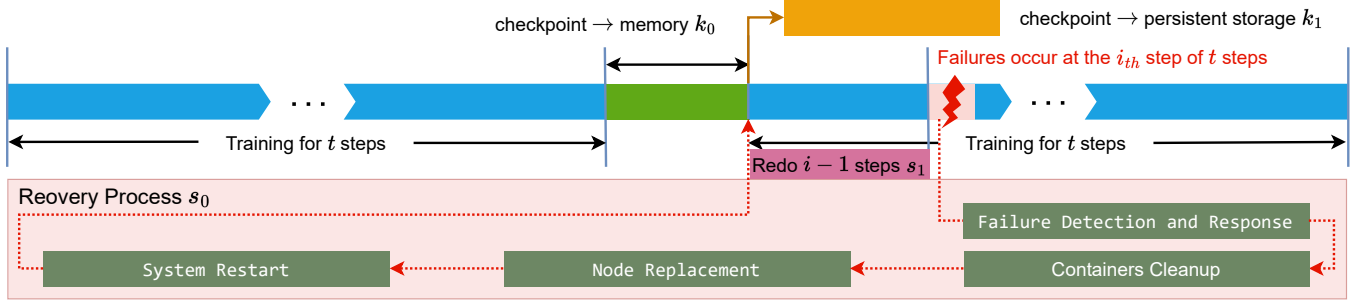 checkpoint → memory k₀
checkpoint → persistent storage k₁
Failures occur at the i_th step of t steps
...
...
Training for t steps
Training for t steps
Redo i − 1 steps s₁
Reovery Process s₀
Failure Detection and Response
System Restart
Node Replacement
Containers Cleanup